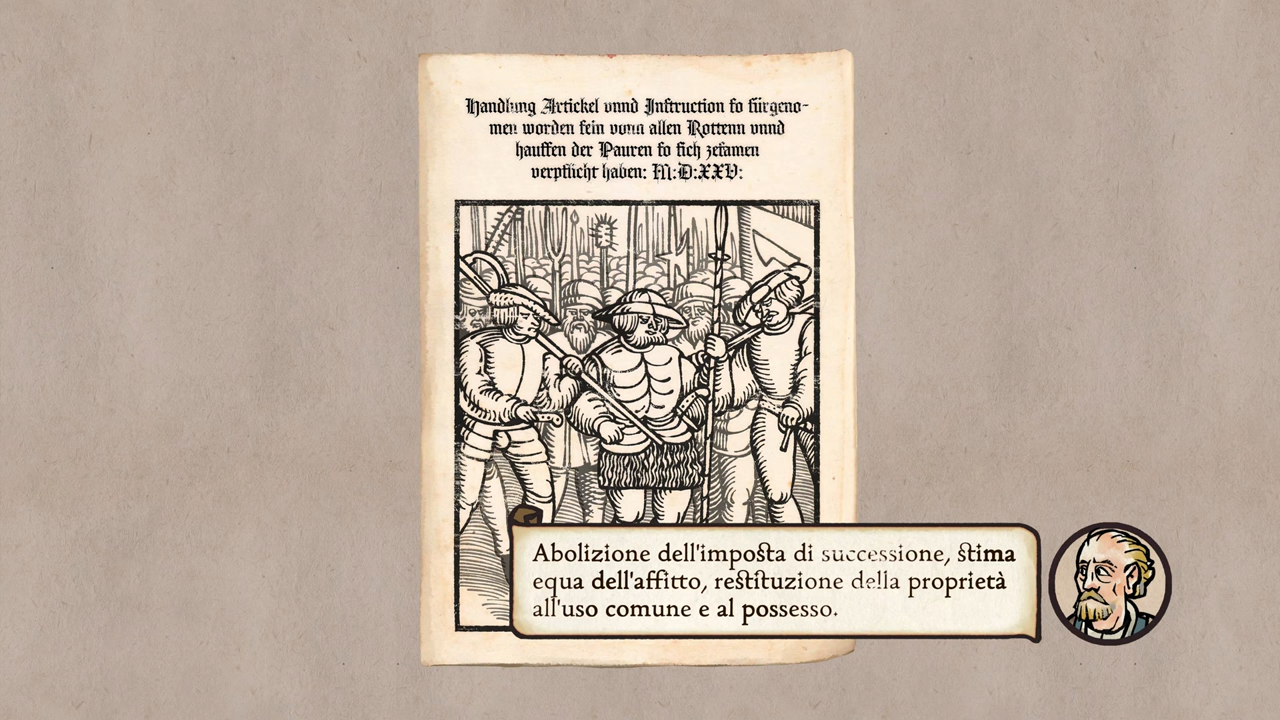 Handlung Artickel vnnd Instruction so fürgeno-
men worden sein vonn allen Rottenn vnnd
hauffen der Pauren so sich zesamen
verpflicht haben: M:D:XXV:
Abolizione dell'imposta di successione, stima
equa dell'affitto, restituzione della proprietà
all'uso comune e al possesso.